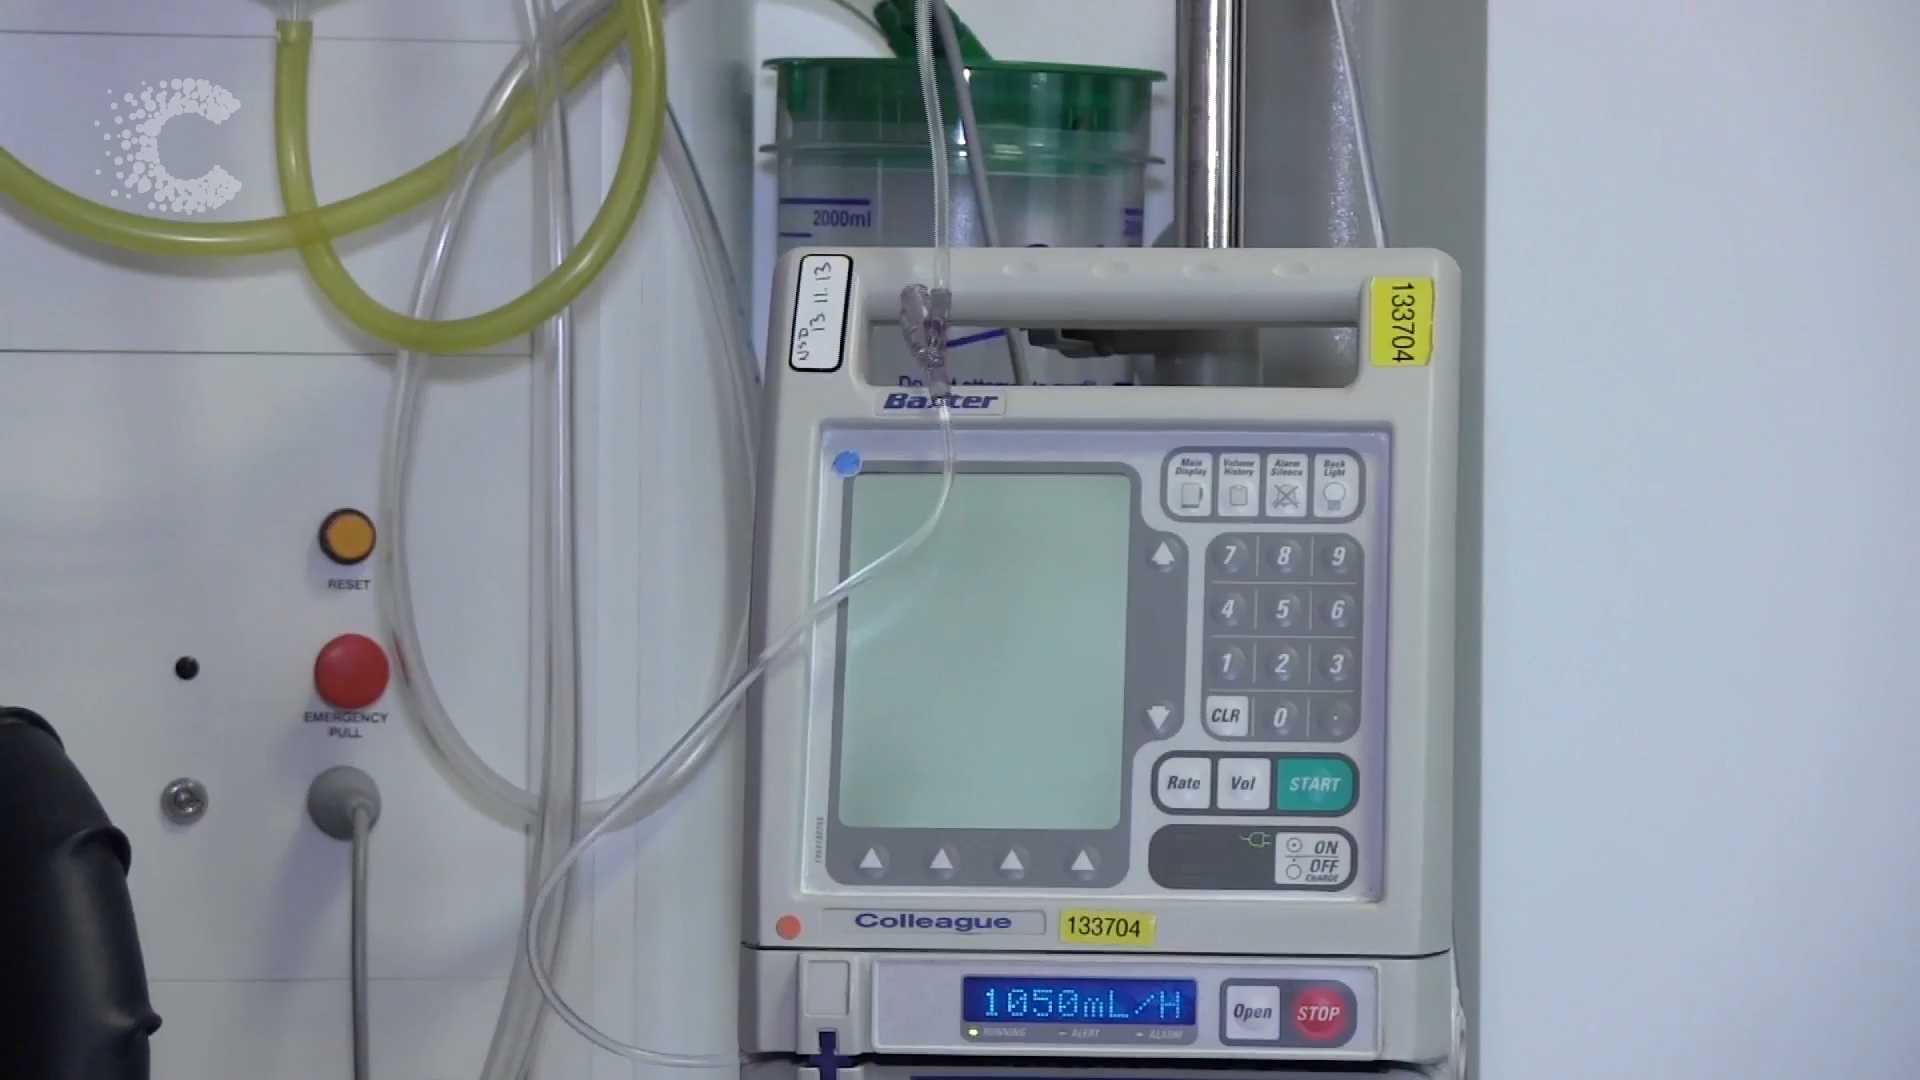 2000ml
13.11.13
133704
Baxter
Main Display
Volume History
Alarm Silence
Back Light
7 8 9
4 5 6
1 2 3
CLR 0 .
Rate Vol START
ON
OFF
CHARGE
RESET
EMERGENCY
PULL
Colleague 133704
1050mL/H
RUNNING ALERT ALARM
Open STOP